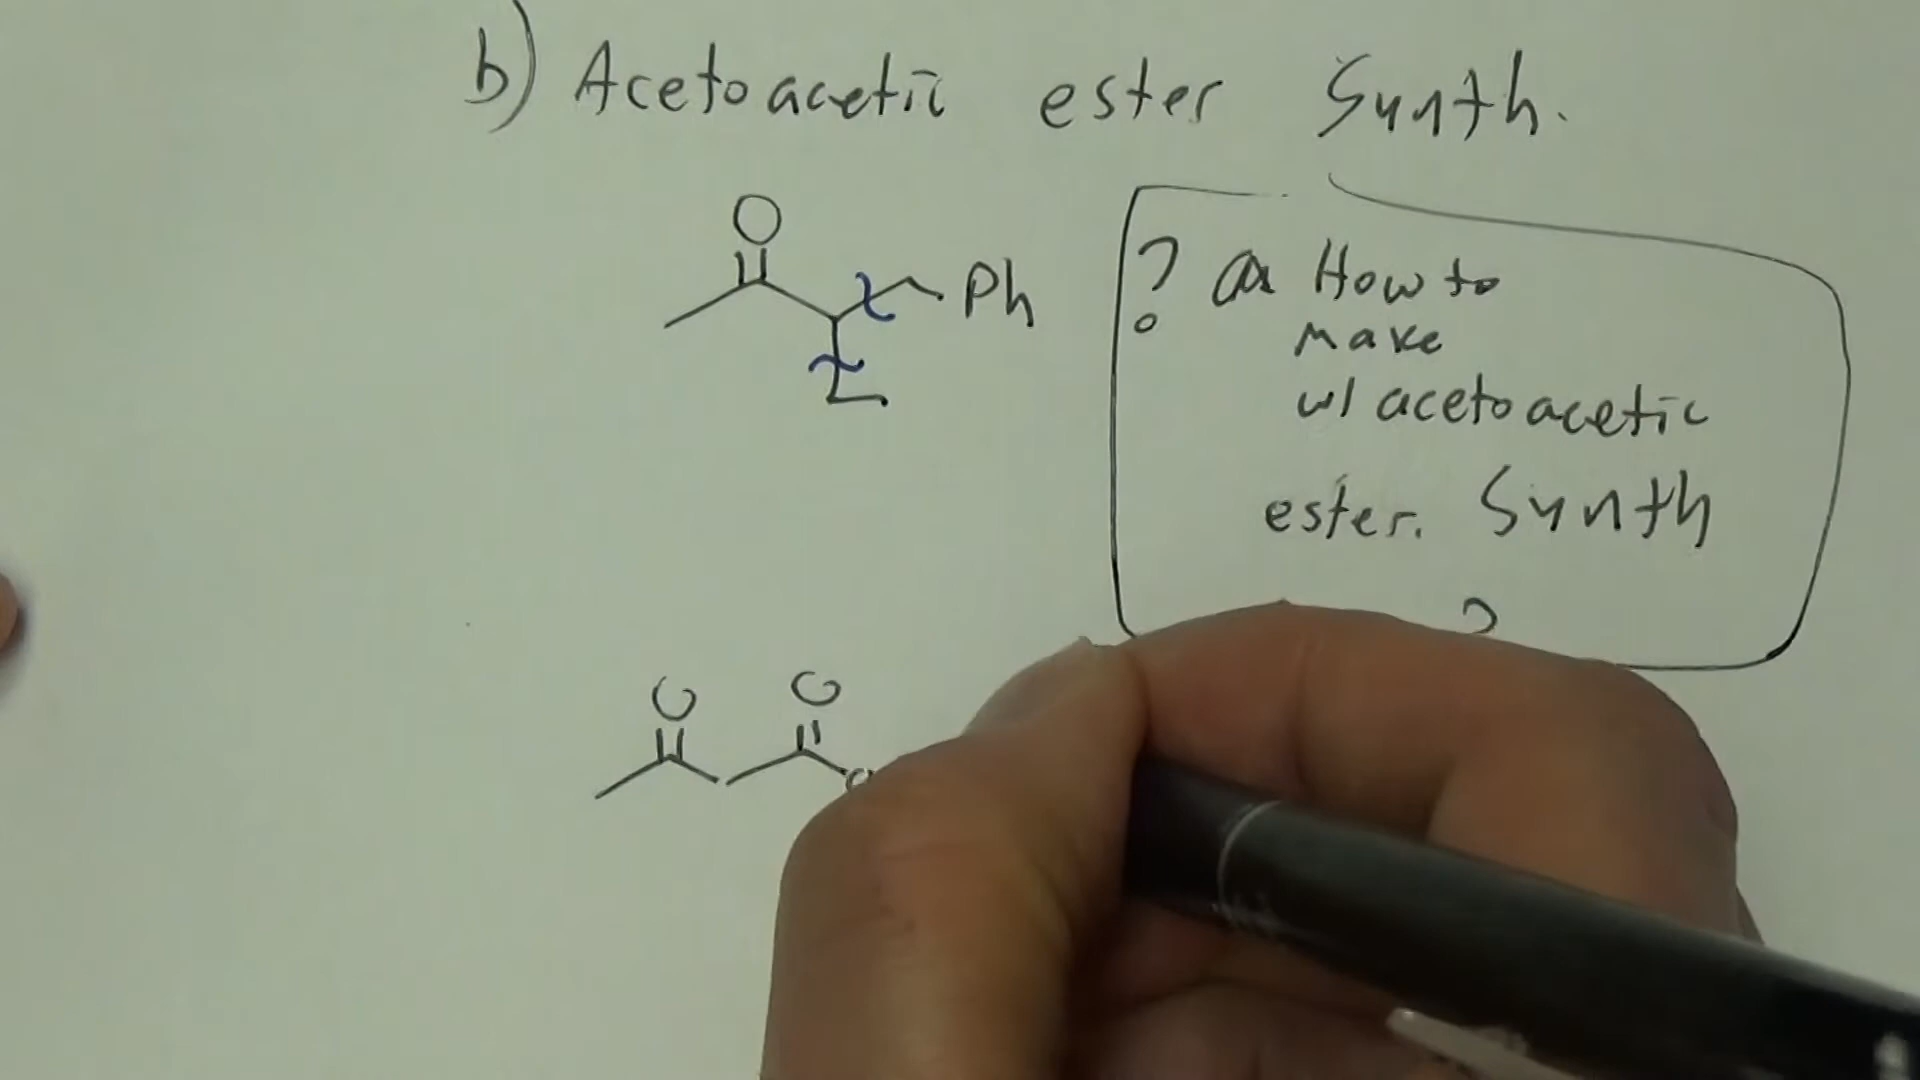 b) Acetoacetic ester Synth.
O
Ph
? How to
make
w/ acetoacetic
ester. Synth
?
O O
O